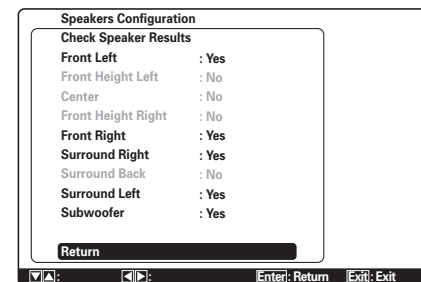 Speakers Configuration
Check Speaker Results
Front Left : Yes
Front Height Left : No
Center : No
Front Height Right : No
Front Right : Yes
Surround Right : Yes
Surround Back : No
Surround Left : Yes
Subwoofer : Yes
Return
▼▲: ◀▶: Enter: Return Exit: Exit